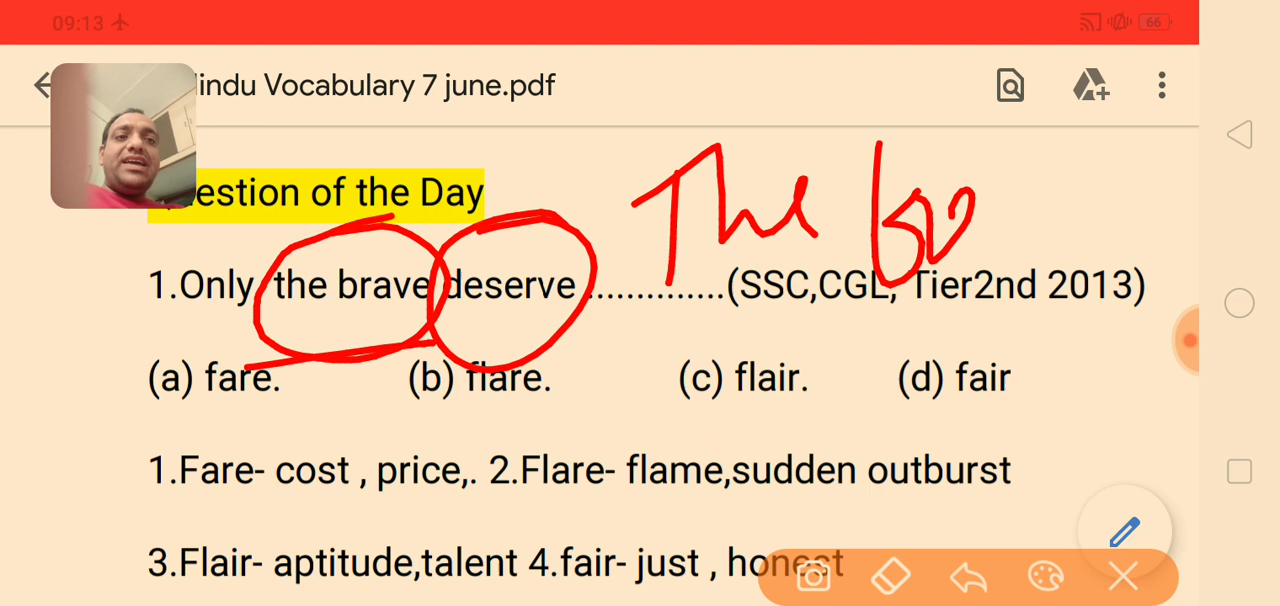 09:13 66
indu Vocabulary 7 june.pdf
estion of the Day
The
1.Only the brave deserve .............(SSC,CGL, Tier2nd 2013)
(a) fare. (b) flare. (c) flair. (d) fair
1.Fare- cost , price,. 2.Flare- flame,sudden outburst
3.Flair- aptitude,talent 4.fair- just , honest